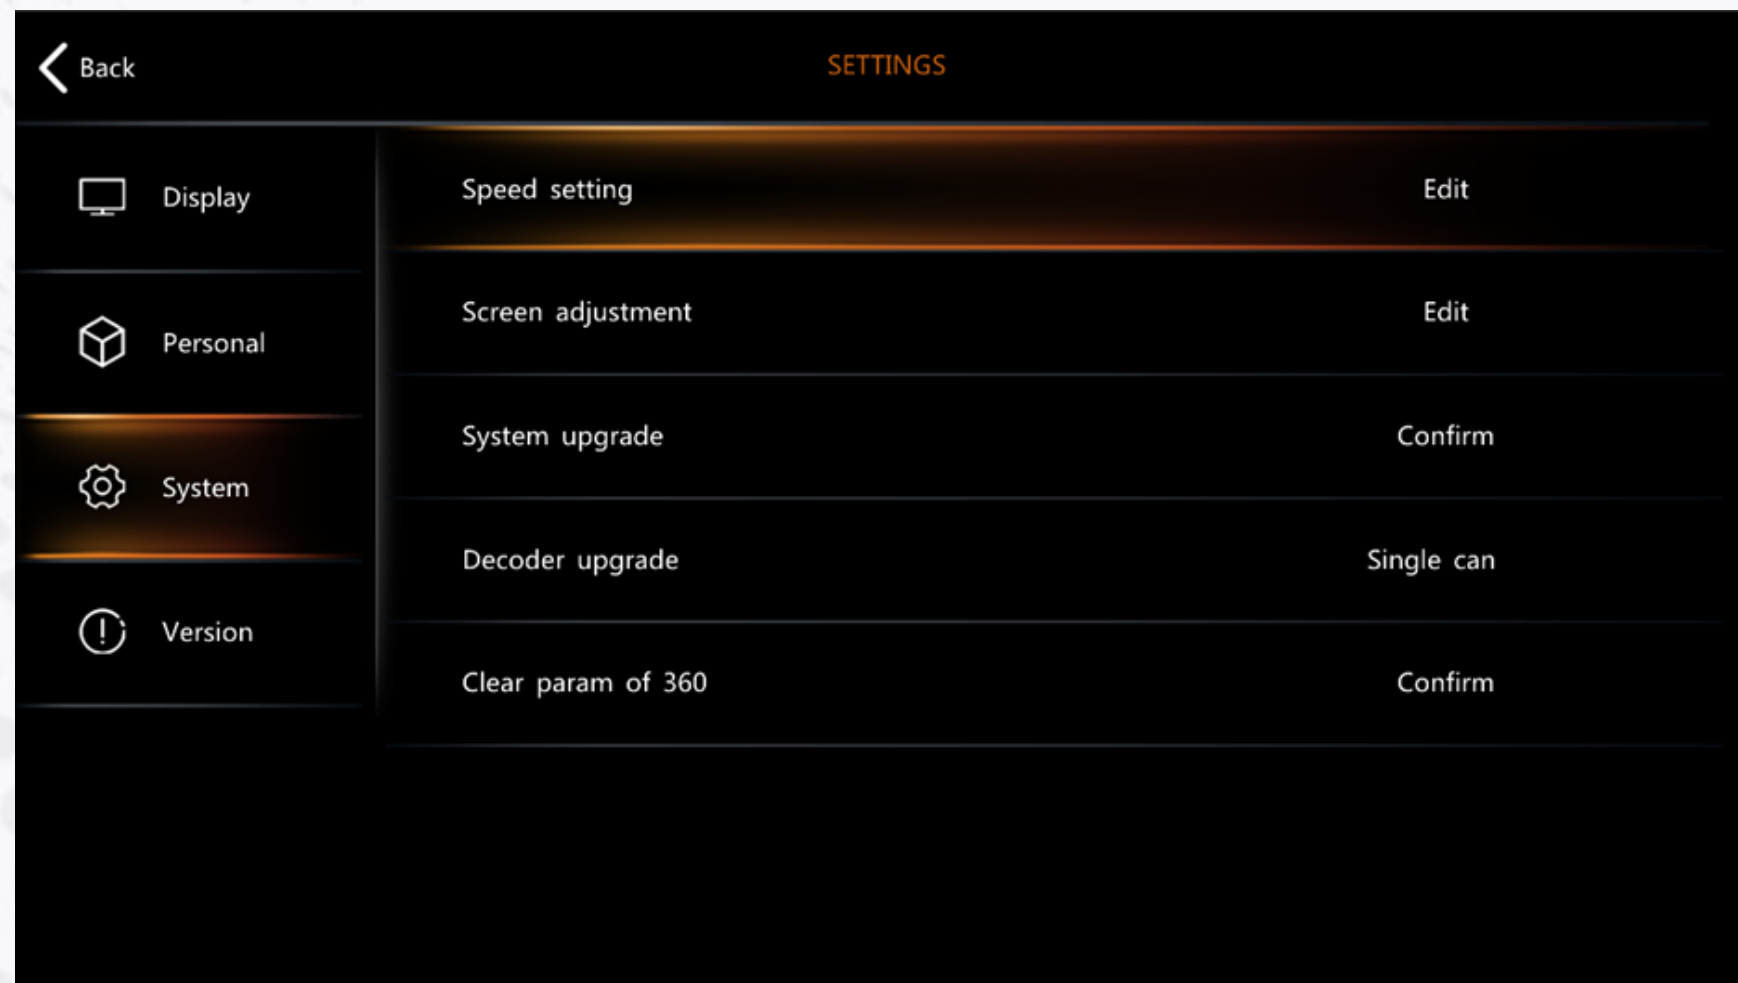 Back
SETTINGS
Display
Personal
System
Version
Speed setting Edit
Screen adjustment Edit
System upgrade Confirm
Decoder upgrade Single can
Clear param of 360 Confirm